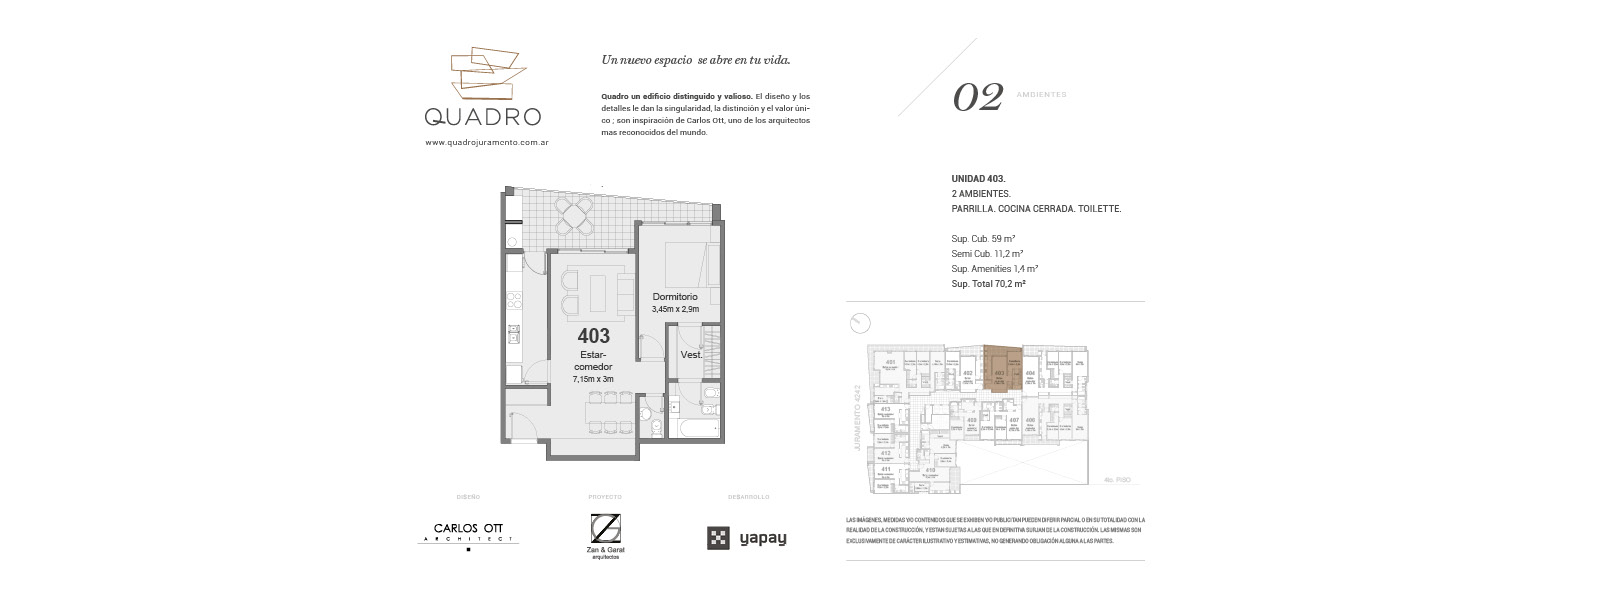 QUADRO
www.quadrojuramento.com.ar
Un nuevo espacio se abre en tu vida.
Quadro un edificio distinguido y valioso. El diseño y los
detalles le dan la singularidad, la distinción y el valor úni-
co ; son inspiración de Carlos Ott, uno de los arquitectos
mas reconocidos del mundo.
02 AMBIENTES
UNIDAD 403.
2 AMBIENTES.
PARRILLA. COCINA CERRADA. TOILETTE.
Sup. Cub. 59 m²
Semi Cub. 11,2 m²
Sup. Amenities 1,4 m²
Sup. Total 70,2 m²
Dormitorio
3,45m x 2,9m
403
Estar-
comedor
7,15m x 3m
Vest.
401
402
403
404
413
405
407
408
412
411
410
JURAMENTO 4242
4to. PISO
DISEÑO
CARLOS OTT
ARCHITECT
PROYECTO
Zan & Garat
arquitectos
DESARROLLO
yapay
LAS IMÁGENES, MEDIDAS Y/O CONTENIDOS QUE SE EXHIBEN Y/O PUBLICITAN PUEDEN DIFERIR PARCIAL O EN SU TOTALIDAD CON LA
REALIDAD DE LA CONSTRUCCIÓN, Y ESTAN SUJETAS A LAS QUE EN DEFINITIVA SURJAN DE LA CONSTRUCCIÓN. LAS MISMAS SON
EXCLUSIVAMENTE DE CARÁCTER ILUSTRATIVO Y ESTIMATIVAS, NO GENERANDO OBLIGACIÓN ALGUNA A LAS PARTES.